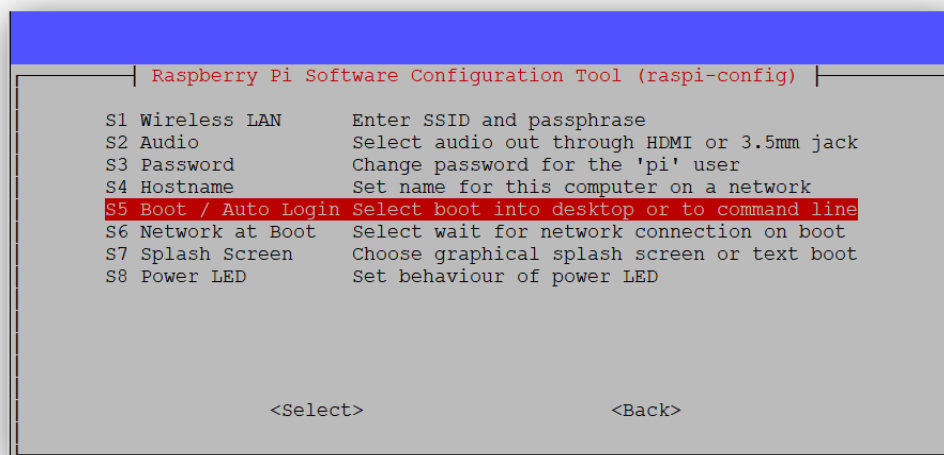 Raspberry Pi Software Configuration Tool (raspi-config)
S1 Wireless LAN Enter SSID and passphrase
S2 Audio Select audio out through HDMI or 3.5mm jack
S3 Password Change password for the 'pi' user
S4 Hostname Set name for this computer on a network
S5 Boot / Auto Login Select boot into desktop or to command line
S6 Network at Boot Select wait for network connection on boot
S7 Splash Screen Choose graphical splash screen or text boot
S8 Power LED Set behaviour of power LED
<Select> <Back>